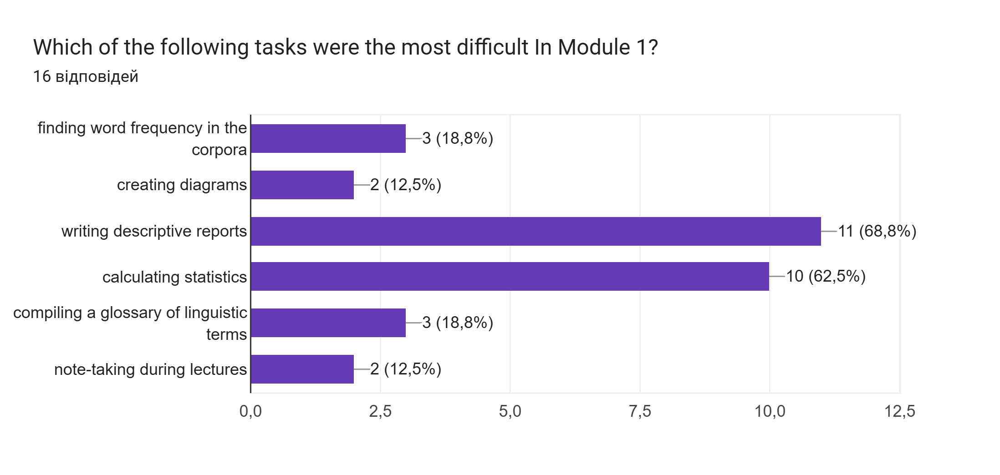 Which of the following tasks were the most difficult In Module 1?
16 відповідей
finding word frequency in the
corpora
3 (18,8%)
creating diagrams
2 (12,5%)
writing descriptive reports
11 (68,8%)
calculating statistics
10 (62,5%)
compiling a glossary of linguistic
terms
3 (18,8%)
note-taking during lectures
2 (12,5%)
0,0 2,5 5,0 7,5 10,0 12,5